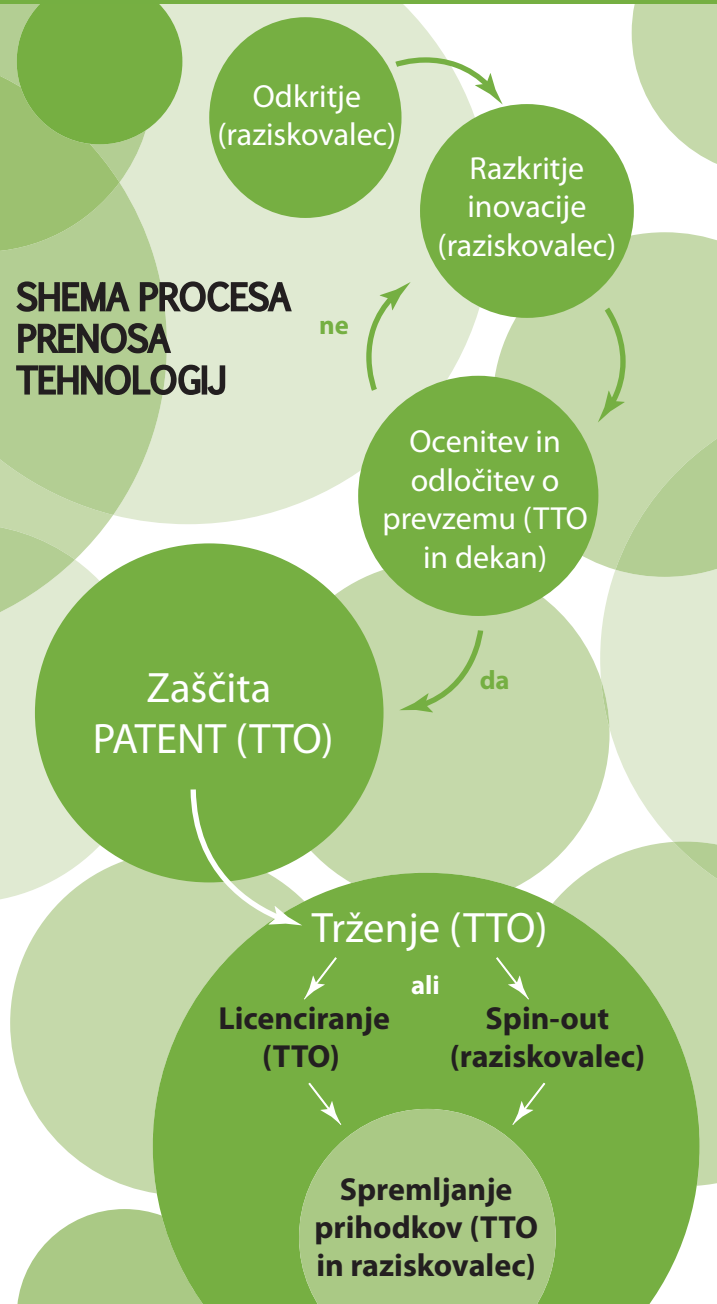 Odkritje
(raziskovalec)
Razkritje
inovacije
(raziskovalec)
SHEMA PROCESA
PRENOSA
TEHNOLOGIJ
ne
Ocenitev in
odločitev o
prevzemu (TTO
in dekan)
da
Zaščita
PATENT (TTO)
Trženje (TTO)
ali
Licenciranje
(TTO)
Spin-out
(raziskovalec)
Spremljanje
prihodkov (TTO
in raziskovalec)